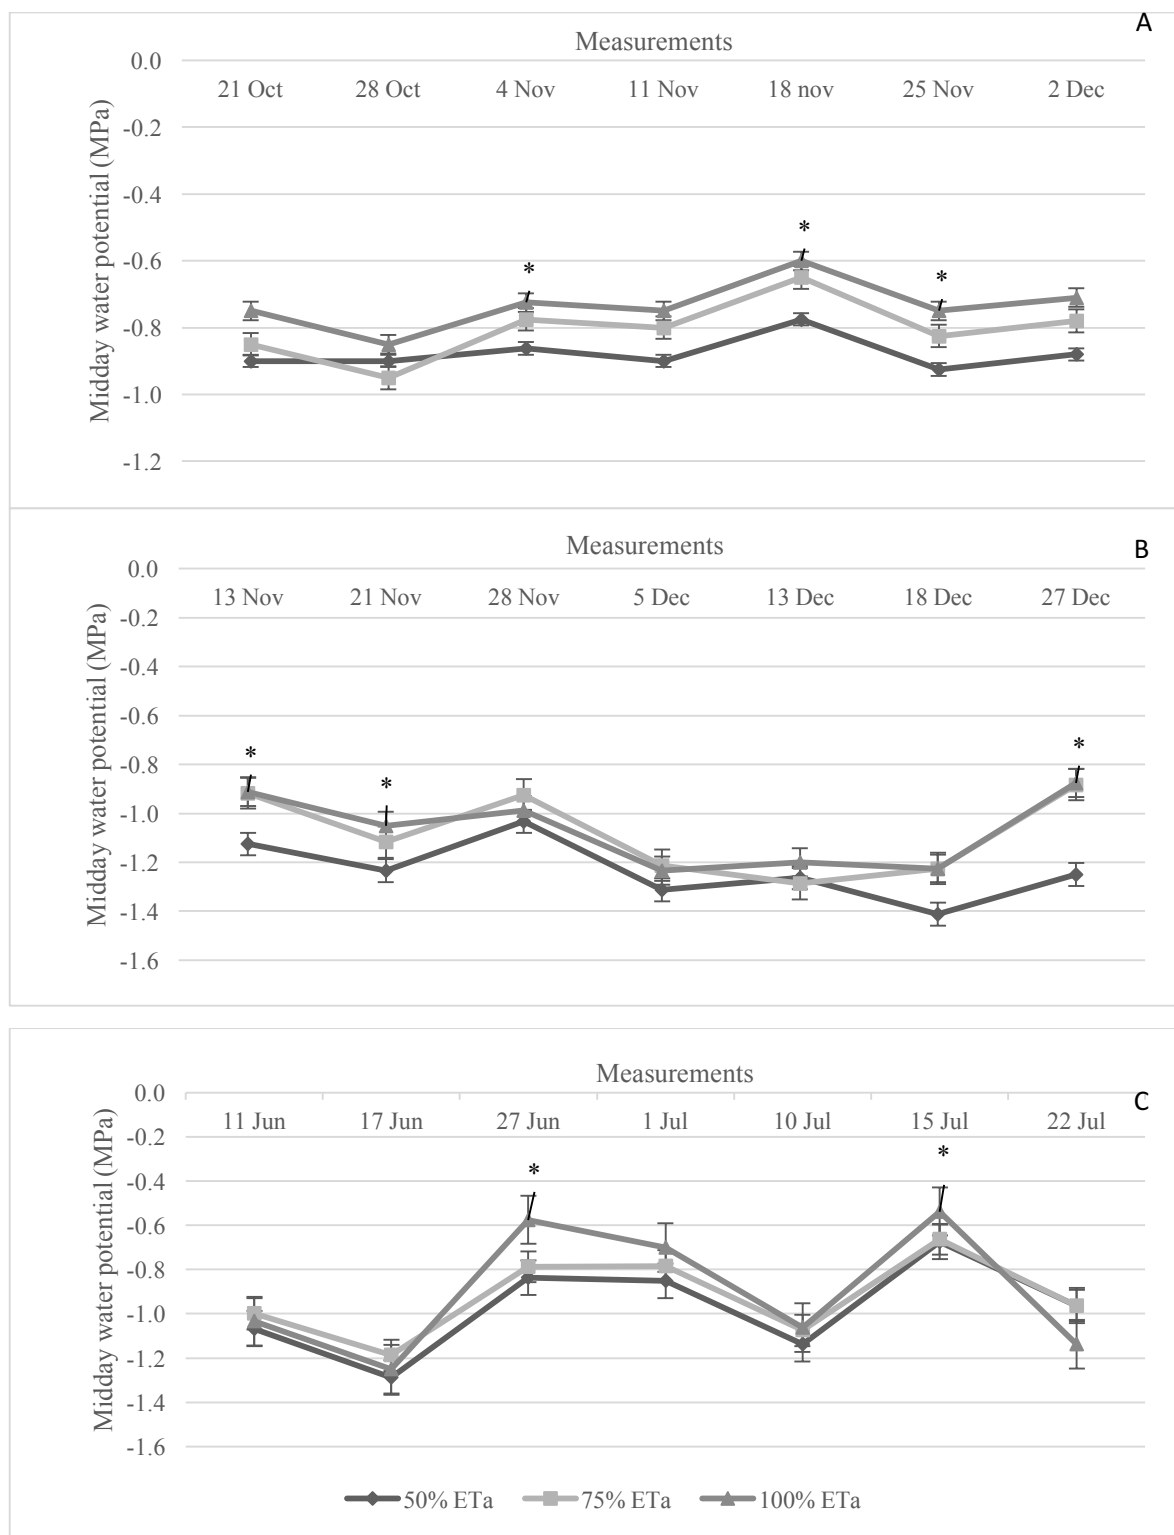 A
Measurements
0.0
21 Oct 28 Oct 4 Nov 11 Nov 18 nov 25 Nov 2 Dec
-0.2
-0.4
*
-0.6
* *
-0.8
-1.0
-1.2
Midday water potential (MPa)
B
Measurements
0.0
13 Nov 21 Nov 28 Nov 5 Dec 13 Dec 18 Dec 27 Dec
-0.2
-0.4
-0.6
* * *
-0.8
-1.0
-1.2
-1.4
-1.6
Midday water potential (MPa)
Measurements
0.0
C
11 Jun 17 Jun 27 Jun 1 Jul 10 Jul 15 Jul 22 Jul
-0.2
* *
-0.4
-0.6
-0.8
-1.0
-1.2
-1.4
-1.6
Midday water potential (MPa)
50% ETa 75% ETa 100% ETa